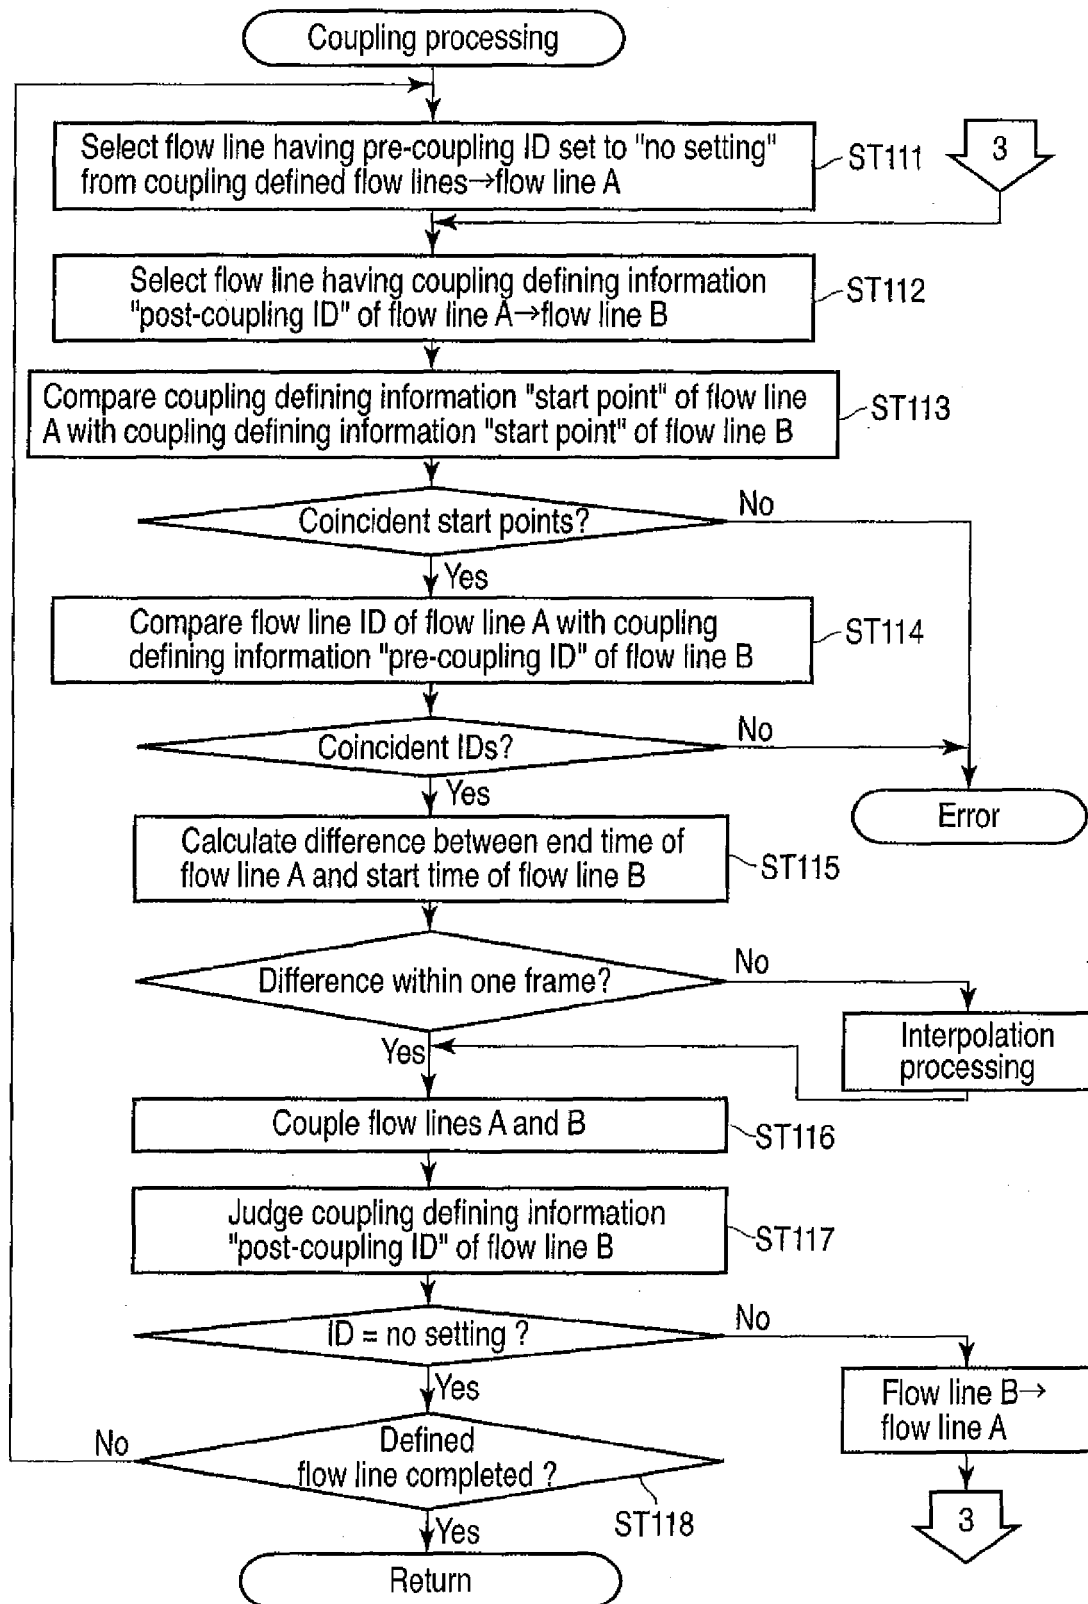 Coupling processing
Select flow line having pre-coupling ID set to "no setting"
from coupling defined flow lines→flow line A
ST111
3
Select flow line having coupling defining information
"post-coupling ID" of flow line A→flow line B
ST112
Compare coupling defining information "start point" of flow line
A with coupling defining information "start point" of flow line B
ST113
Coincident start points?
No
Yes
Compare flow line ID of flow line A with coupling
defining information "pre-coupling ID" of flow line B
ST114
Coincident IDs?
No
Yes
Error
Calculate difference between end time of
flow line A and start time of flow line B
ST115
Difference within one frame?
No
Yes
Interpolation
processing
Couple flow lines A and B
ST116
Judge coupling defining information
"post-coupling ID" of flow line B
ST117
ID = no setting ?
No
Yes
Flow line B→
flow line A
No
Defined
flow line completed ?
ST118
3
Yes
Return